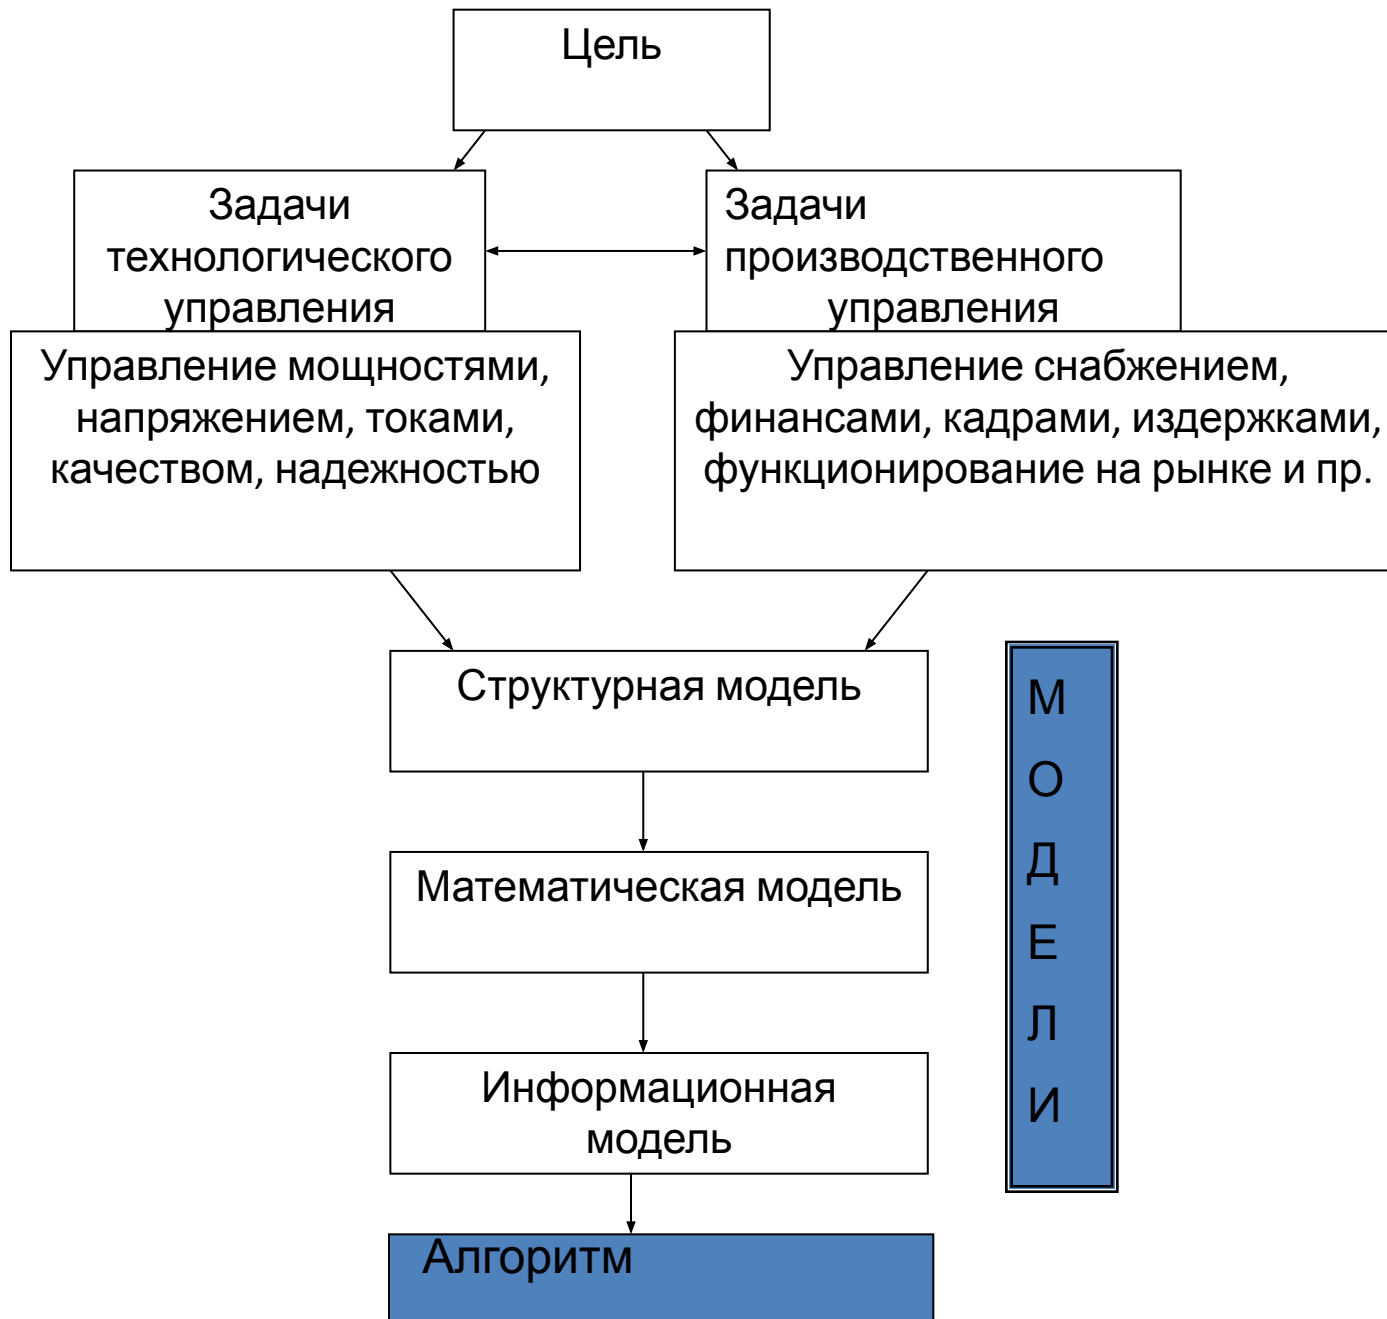 Цель
Задачи
технологического
управления
Задачи
производственного
управления
Управление мощностями,
напряжением, токами,
качеством, надежностью
Управление снабжением,
финансами, кадрами, издержками,
функционирование на рынке и пр.
Структурная модель
Математическая модель
Информационная
модель
Алгоритм
М
О
Д
Е
Л
И